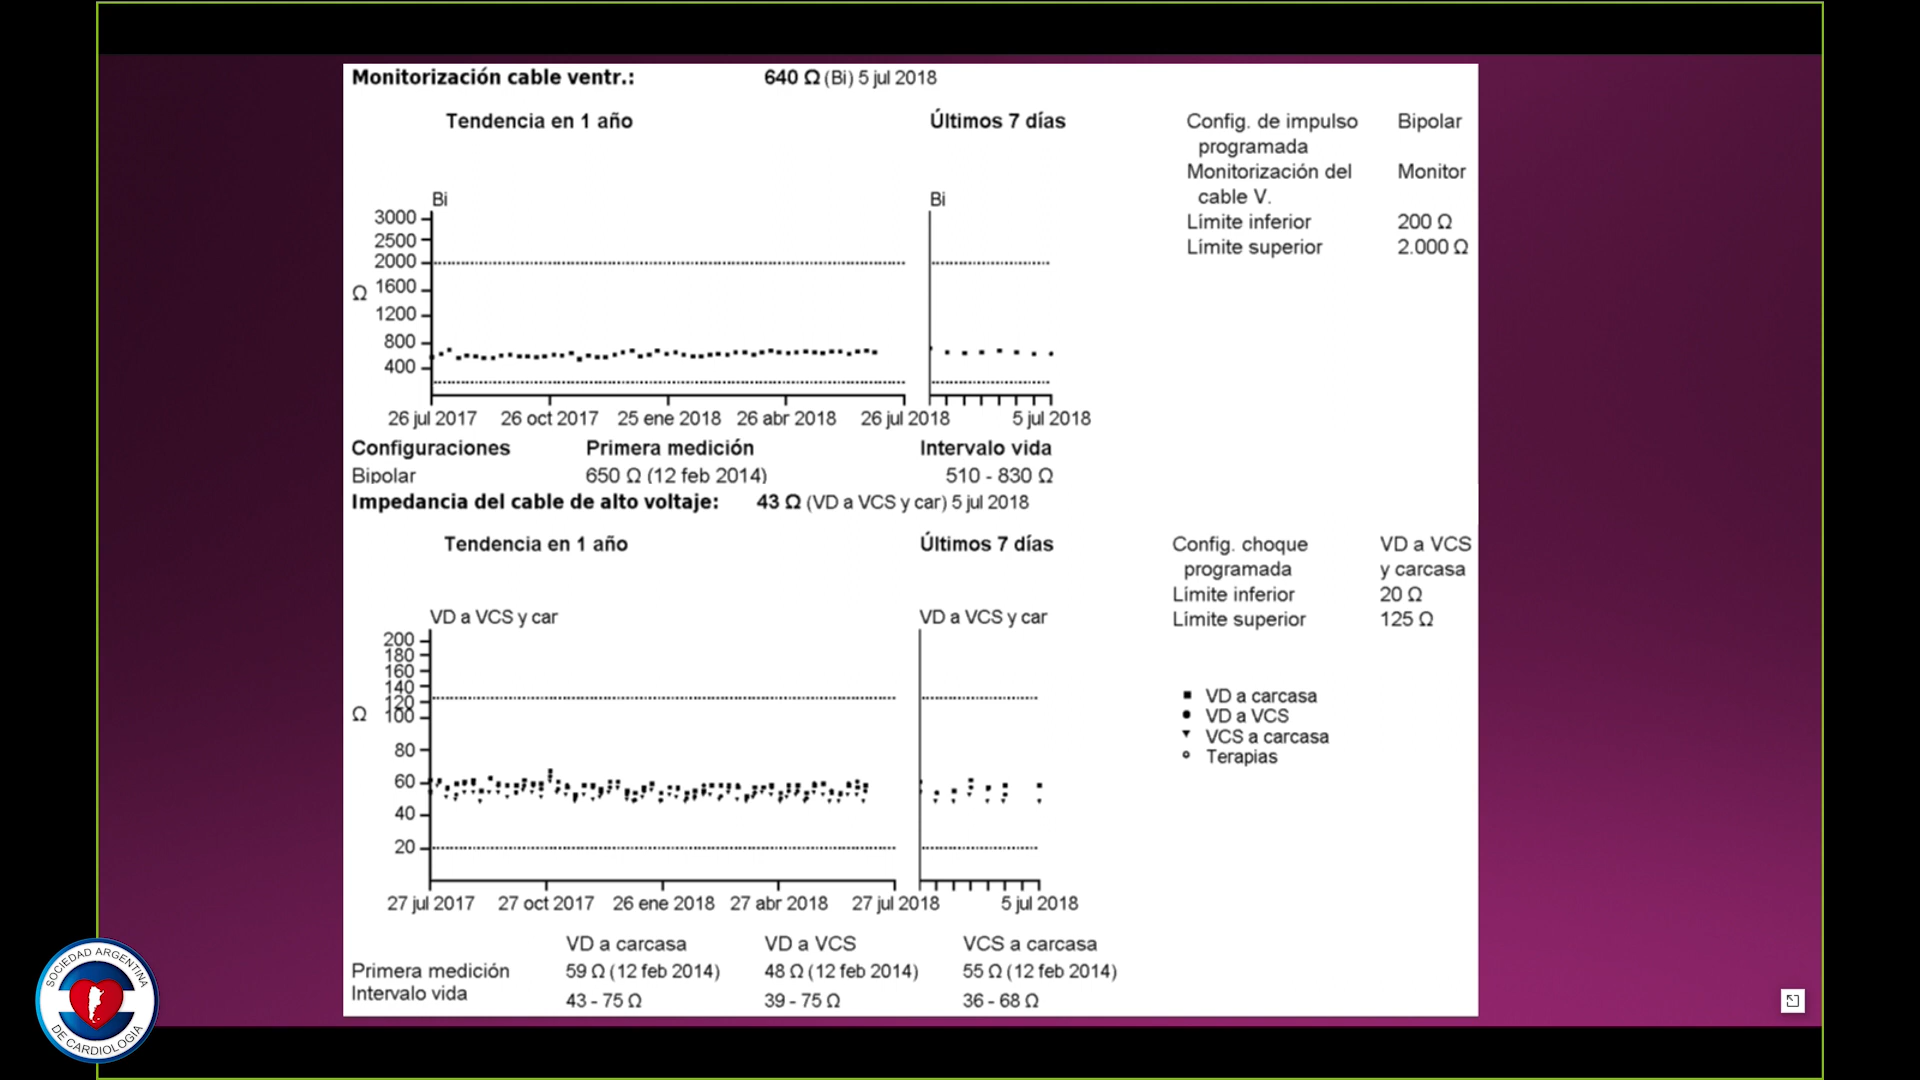 Monitorización cable ventr.: 640 Ω (Bi) 5 jul 2018
Tendencia en 1 año Últimos 7 días
Config. de impulso programada Bipolar
Monitorización del cable V. Monitor
Límite inferior 200 Ω
Límite superior 2.000 Ω
Bi Bi
3000
2500
2000
1600
1200
800
400
Ω
26 jul 2017 26 oct 2017 25 ene 2018 26 abr 2018 26 jul 2018 5 jul 2018
Configuraciones Primera medición Intervalo vida
Bipolar 650 Ω (12 feb 2014) 510 - 830 Ω
Impedancia del cable de alto voltaje: 43 Ω (VD a VCS y car) 5 jul 2018
Tendencia en 1 año Últimos 7 días
Config. choque programada VD a VCS y carcasa
Límite inferior 20 Ω
Límite superior 125 Ω
VD a VCS y car VD a VCS y car
200
180
160
140
120
100
80
60
40
20
Ω
VD a carcasa
VD a VCS
VCS a carcasa
Terapias
27 jul 2017 27 oct 2017 26 ene 2018 27 abr 2018 27 jul 2018 5 jul 2018
VD a carcasa VD a VCS VCS a carcasa
Primera medición 59 Ω (12 feb 2014) 48 Ω (12 feb 2014) 55 Ω (12 feb 2014)
Intervalo vida 43 - 75 Ω 39 - 75 Ω 36 - 68 Ω
SOCIEDAD ARGENTINA
DE CARDIOLOGIA